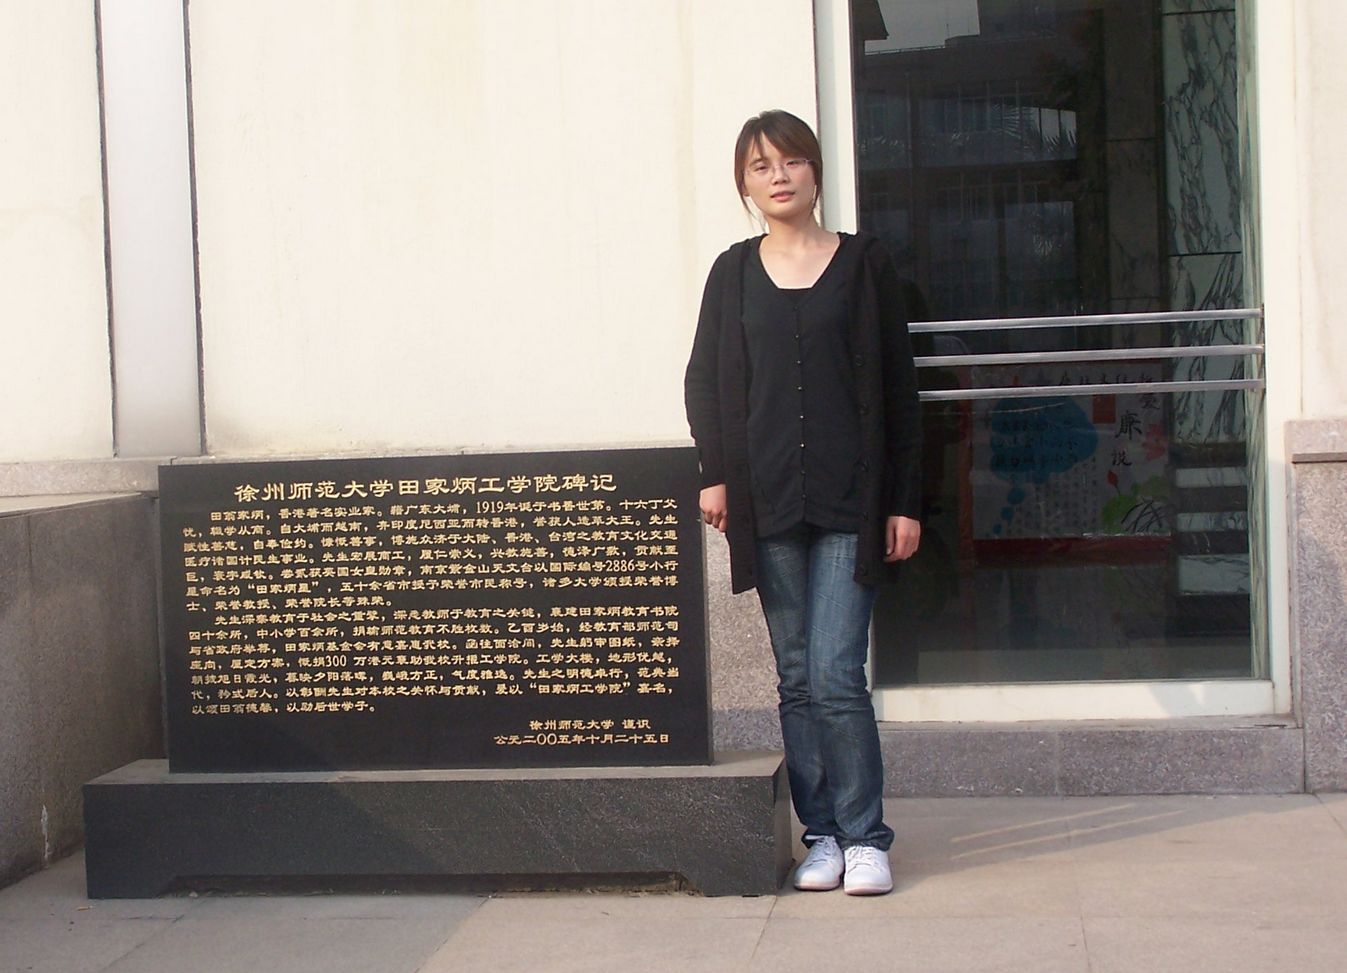 徐州师范大学田家炳工学院碑记
田翁家炳，香港著名实业家。籍广东大埔，1919年诞于书香世第。十六丁父
忧，辍学从商。自大埔而越南，奔印度尼西亚而转香港，誉获人造革大王。先生
赋性善忠，自奉俭约。慷慨善事，博施众济于大陆、香港、台湾之教育文化交通
医疗诸国计民生事业。先生宏展商工，履仁崇义，兴教施善，德泽广敷，贡献至
巨，寰宇咸钦。尝贰获英国女皇勋章，南京紫金山天文台以国际编号2886号小行
星命名为“田家炳星”，五十余省市授予荣誉市民称号，诸多大学颁授荣誉博
士、荣誉教授、荣誉院长等殊荣。
先生深察教育于社会之重擘，深悉教师于教育之关键，襄建田家炳教育书院
四十余所，中小学百余所，捐输师范教育不胜枚数。乙酉岁始，经教育部师范司
与省政府举荐，田家炳基金会有意嘉惠我校。函往面洽间，先生躬审图纸，亲择
座向，厘定方案，慨捐300 万港元襄助我校升报工学院。工学大楼，地形优越，
朝披旭日霞光，暮映夕阳落晖，巍峨方正，气度雅逸。先生之明德卓行，范典当
代，矜式后人。以彰酬先生对本校之关怀与贡献，爰以“田家炳工学院”嘉名，
以颂田翁德馨，以励后世学子。
徐州师范大学 谨识
公元二〇〇五年十月二十五日
廉
说